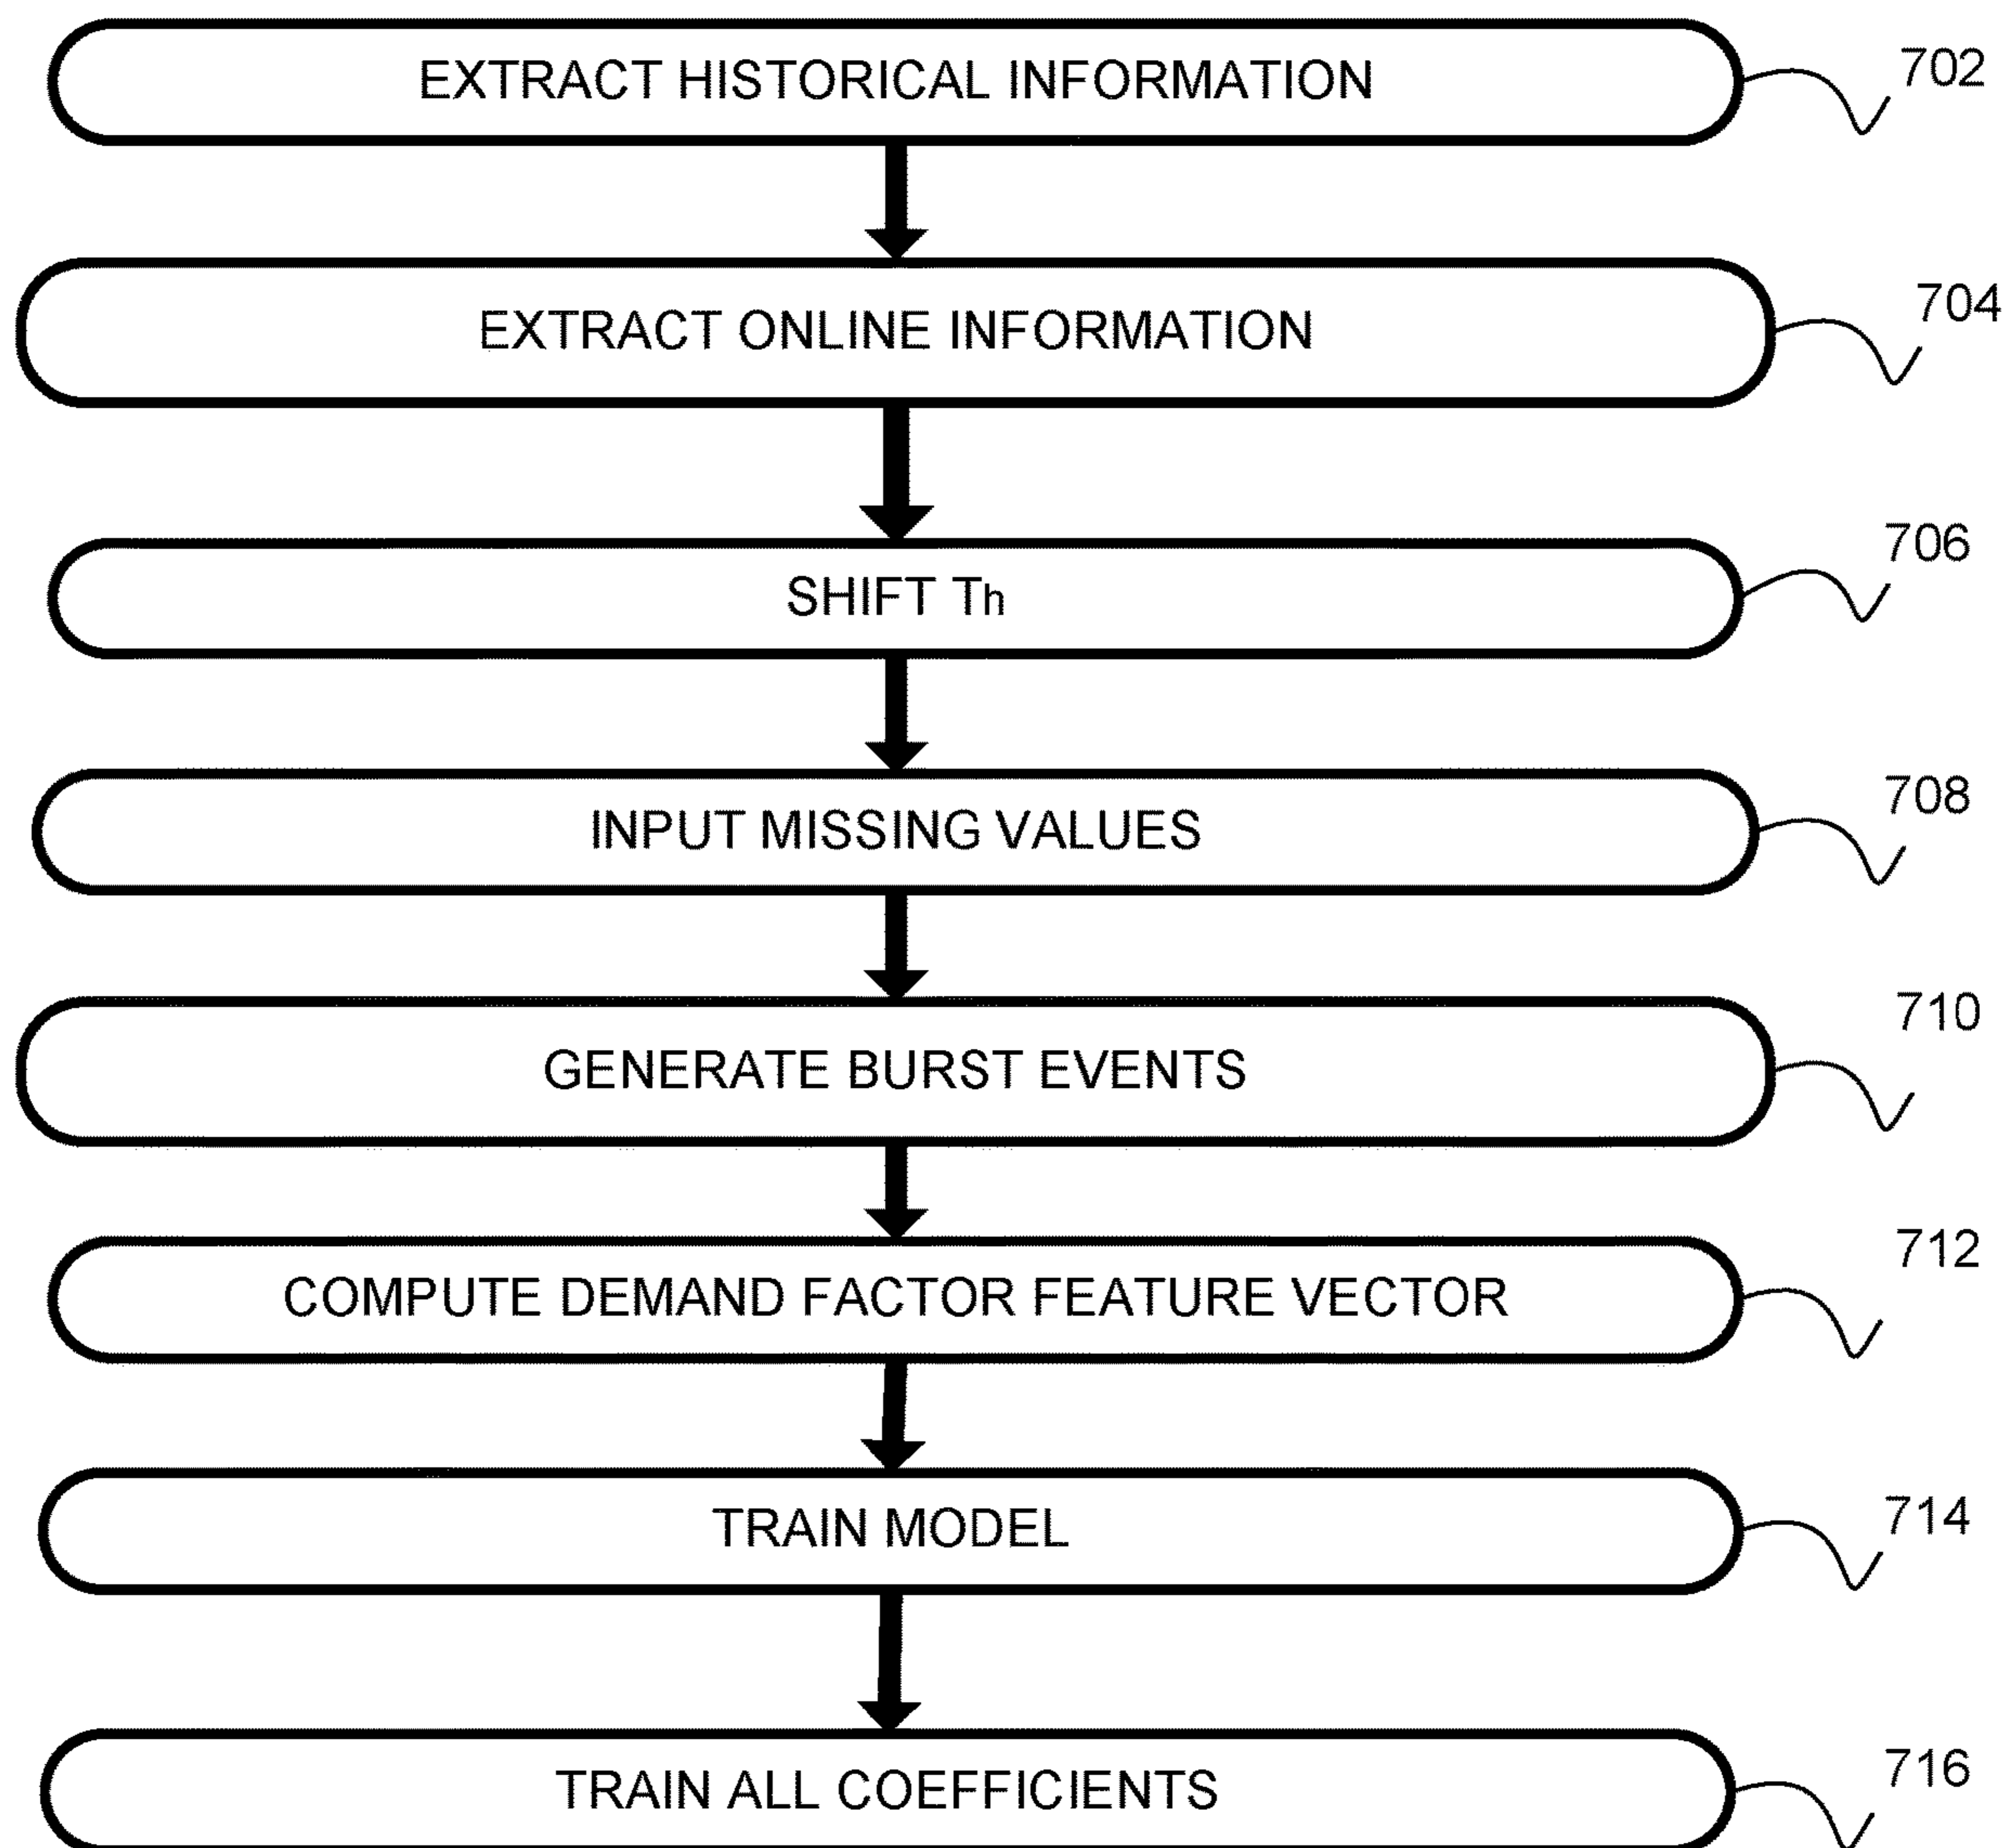 EXTRACT HISTORICAL INFORMATION
702
EXTRACT ONLINE INFORMATION
704
SHIFT Th
706
INPUT MISSING VALUES
708
GENERATE BURST EVENTS
710
COMPUTE DEMAND FACTOR FEATURE VECTOR
712
TRAIN MODEL
714
TRAIN ALL COEFFICIENTS
716